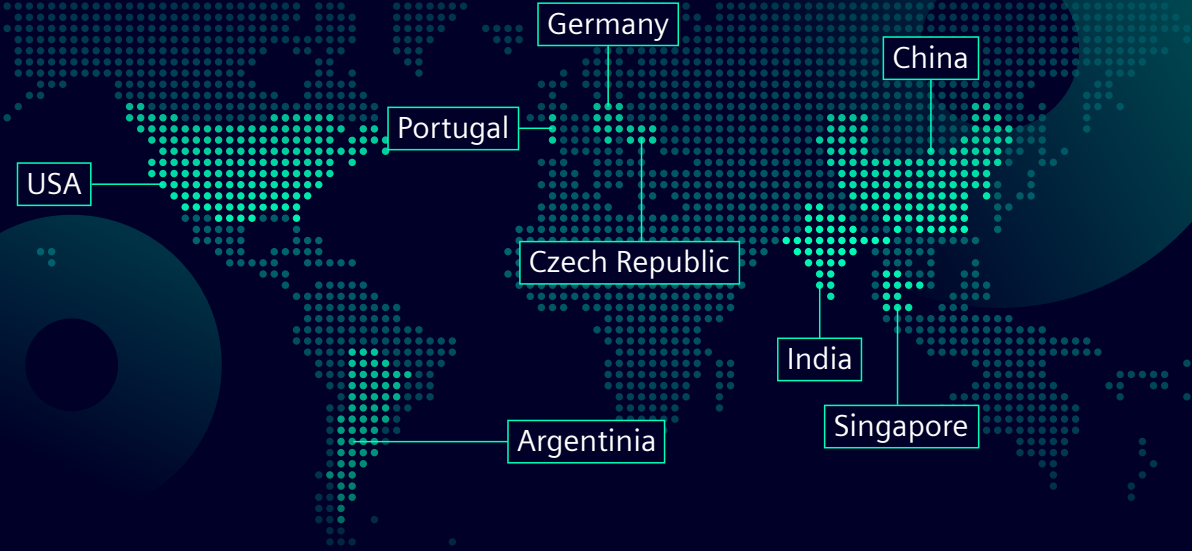 Germany
China
Portugal
USA
Czech Republic
India
Singapore
Argentinia